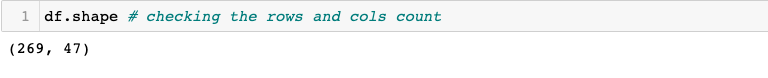 1 df.shape # checking the rows and cols count
(269, 47)